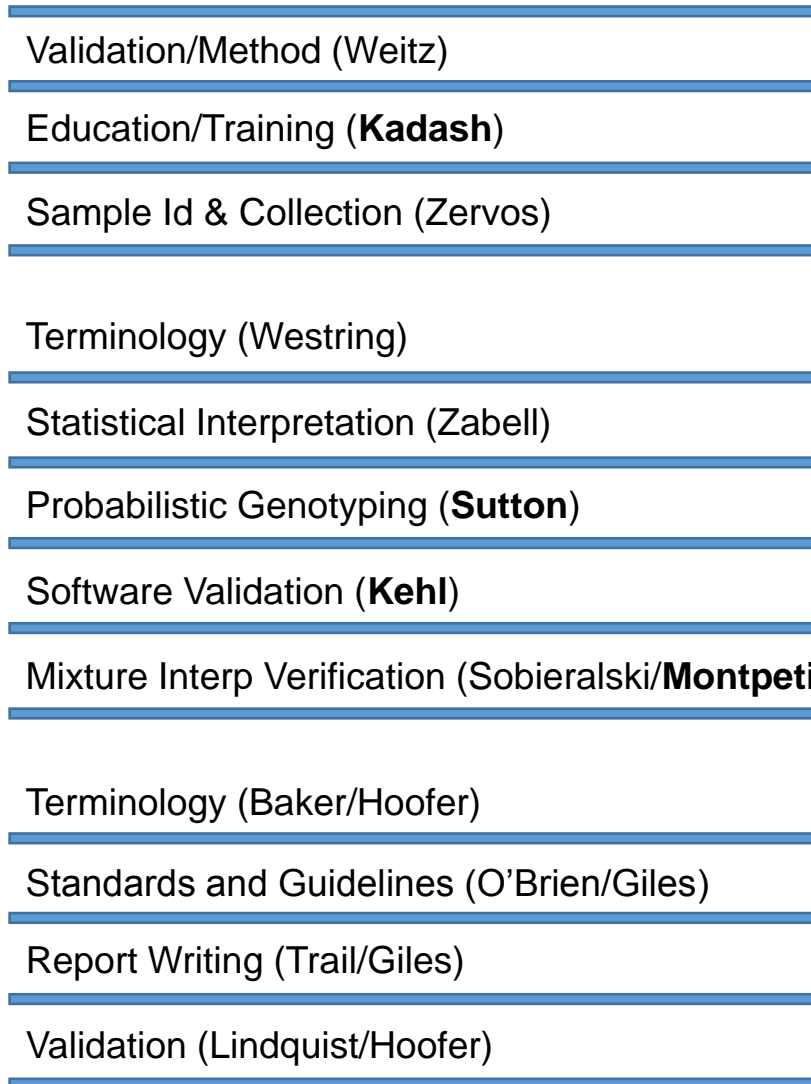 Validation/Method (Weitz)
Education/Training (Kadash)
Sample Id & Collection (Zervos)
Terminology (Westring)
Statistical Interpretation (Zabell)
Probabilistic Genotyping (Sutton)
Software Validation (Kehl)
Mixture Interp Verification (Sobieralski/Montpeti
Terminology (Baker/Hoofer)
Standards and Guidelines (O’Brien/Giles)
Report Writing (Trail/Giles)
Validation (Lindquist/Hoofer)